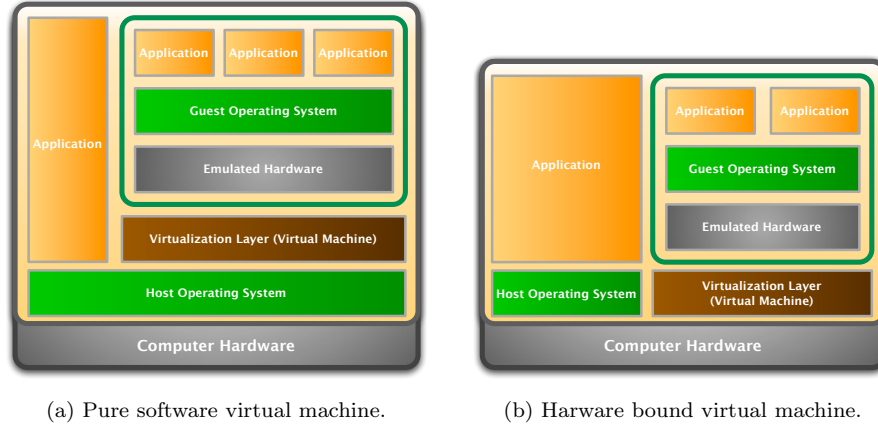 Application
Application
Application
Application
Guest Operating System
Emulated Hardware
Virtualization Layer (Virtual Machine)
Host Operating System
Computer Hardware
(a) Pure software virtual machine.
Application
Application
Application
Guest Operating System
Emulated Hardware
Host Operating System
Virtualization Layer
(Virtual Machine)
Computer Hardware
(b) Harware bound virtual machine.